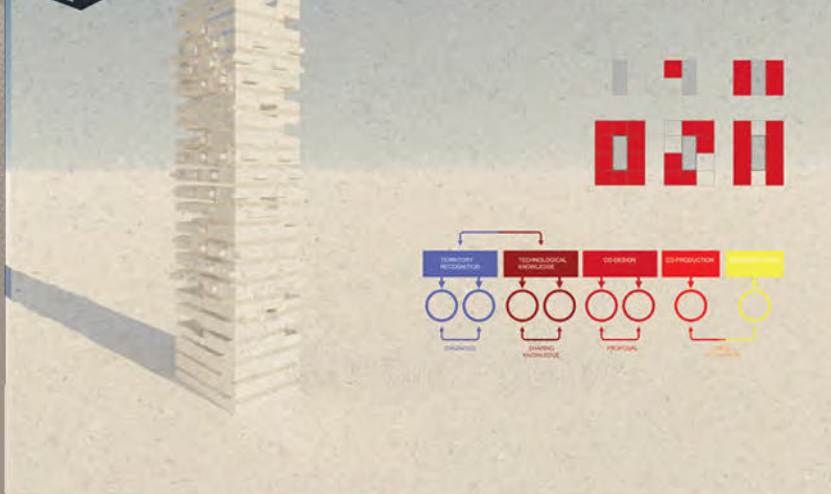 TERRITORY
RECOGNITION
TECHNOLOGICAL
KNOWLEDGE
CO-DESIGN
CO-PRODUCTION
DIAGNOSIS
SHARING
KNOWLEDGE
PROPOSAL